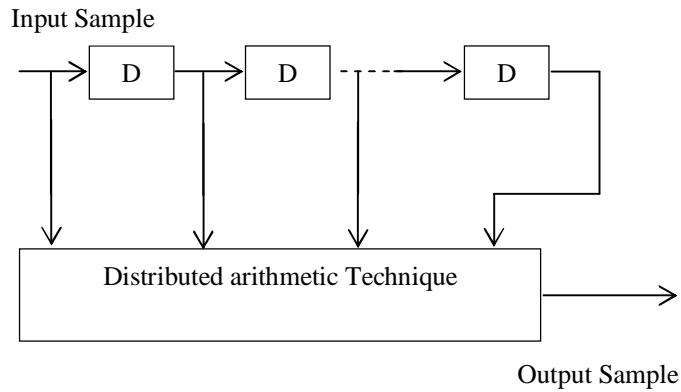 Input Sample
D
D
D
Distributed arithmetic Technique
Output Sample